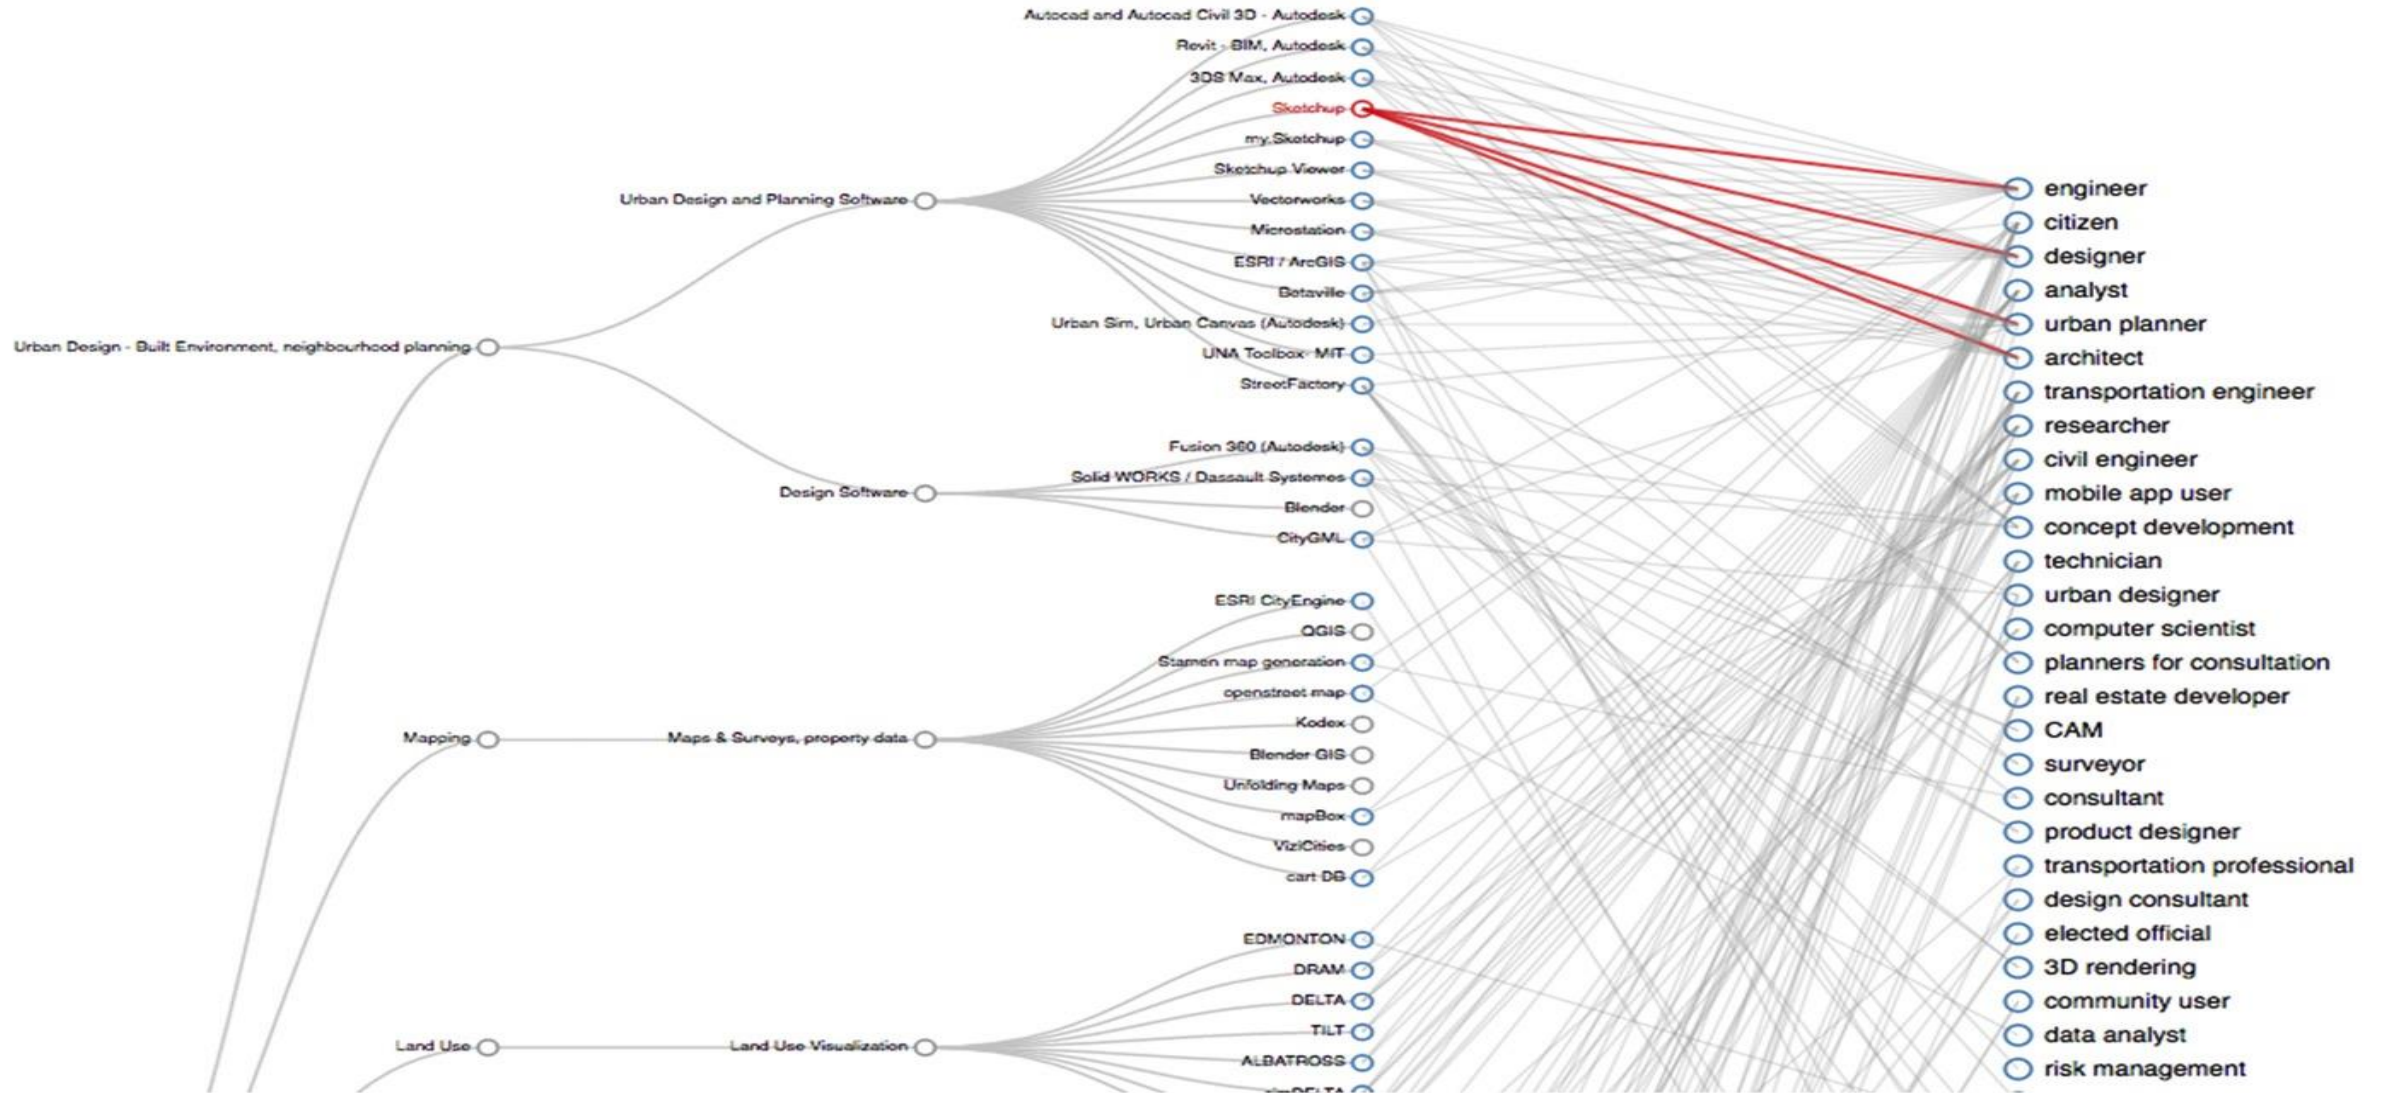 Autocad and Autocad Civil 3D - Autodesk
Revit - BIM, Autodesk
3DS Max, Autodesk
Sketchup
my.Sketchup
Sketchup Viewer
Vectorworks
Microstation
ESRI / ArcGIS
Betaville
Urban Sim, Urban Canvas (Autodesk)
UNA Toolbox- MIT
StreetFactory
Urban Design and Planning Software
Urban Design - Built Environment, neighbourhood planning
Design Software
Fusion 360 (Autodesk)
Solid WORKS / Dassault Systemes
Blender
CityGML
ESRI CityEngine
QGIS
Stamen map generation
openstreet map
Kodex
Blender GIS
Unfolding Maps
mapBox
ViziCities
cart DB
Mapping
Maps & Surveys, property data
EDMONTON
DRAM
DELTA
TILT
ALBATROSS
simDELTA
Land Use
Land Use Visualization
engineer
citizen
designer
analyst
urban planner
architect
transportation engineer
researcher
civil engineer
mobile app user
concept development
technician
urban designer
computer scientist
planners for consultation
real estate developer
CAM
surveyor
consultant
product designer
transportation professional
design consultant
elected official
3D rendering
community user
data analyst
risk management